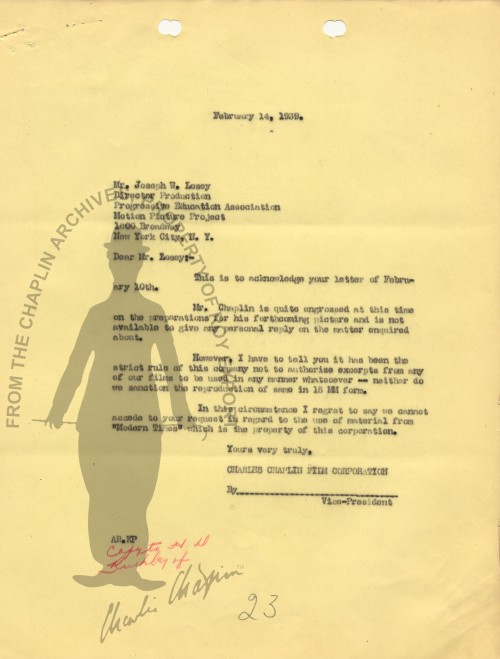 February 14, 1939.
Mr. Joseph W. Losey
Director Production
Progressive Education Association
Motion Picture Project
1600 Broadway
New York City, N. Y.
Dear Mr. Losey:-
This is to acknowledge your letter of Febru-
ary 10th.
Mr. Chaplin is quite engrossed at this time
on the preparations for his forthcoming picture and is not
available to give any personal reply on the matter enquired
about.
However, I have to tell you it has been the
strict rule of this company not to authorise excerpts from any
of our films to be used in any manner whatsoever -- neither do
we sanction the reproduction of same in 16 MM form.
In this circumstance I regret to say we cannot
accede to your request in regard to the use of material from
"Modern Times" which is the property of this corporation.
Yours very truly,
CHARLES CHAPLIN FILM CORPORATION
By
Vice-President
AR.EP
Copy to
Charlie Chaplin
23
FROM THE CHAPLIN ARCHIVE
PROPERTY OF ROY